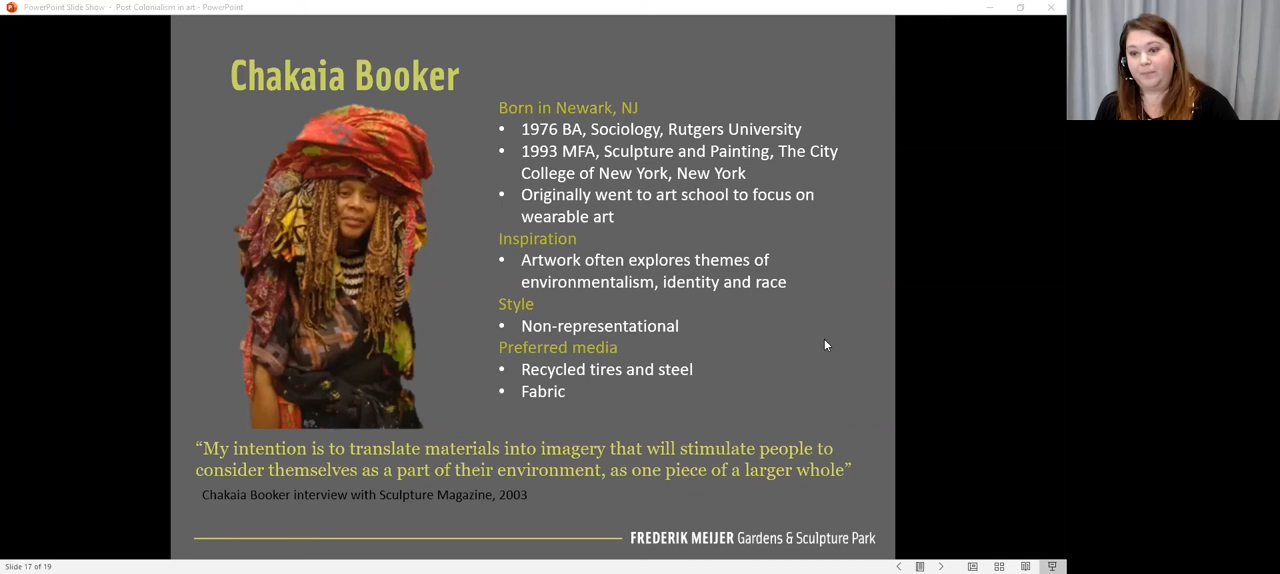 PowerPoint Slide Show - Post Colonialism in art - PowerPoint
Chakaia Booker
Born in Newark, NJ
• 1976 BA, Sociology, Rutgers University
• 1993 MFA, Sculpture and Painting, The City
College of New York, New York
• Originally went to art school to focus on
wearable art
Inspiration
• Artwork often explores themes of
environmentalism, identity and race
Style
• Non-representational
Preferred media
• Recycled tires and steel
• Fabric
“My intention is to translate materials into imagery that will stimulate people to
consider themselves as a part of their environment, as one piece of a larger whole”
Chakaia Booker interview with Sculpture Magazine, 2003
FREDERIK MEIJER Gardens & Sculpture Park
Slide 17 of 19